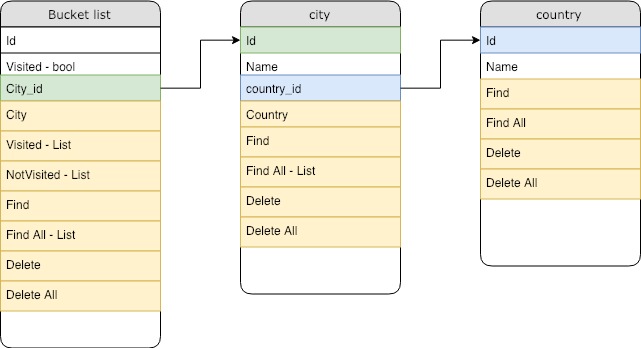 Bucket list
Id
Visited - bool
City_id
City
Visited - List
NotVisited - List
Find
Find All - List
Delete
Delete All
city
Id
Name
country_id
Country
Find
Find All - List
Delete
Delete All
country
Id
Name
Find
Find All
Delete
Delete All